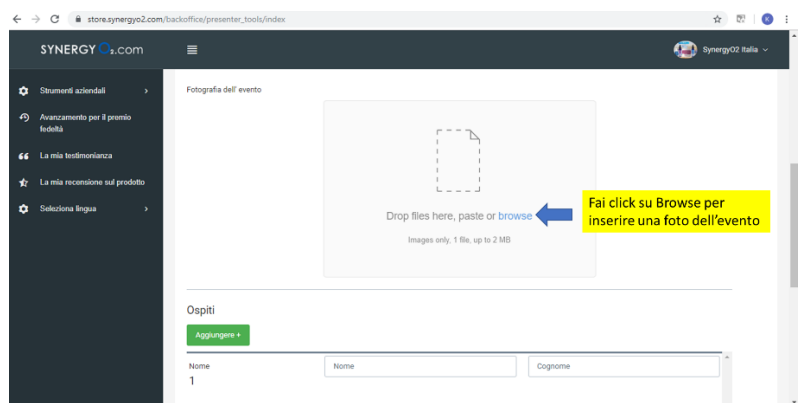 store.synergyo2.com/backoffice/presenter_tools/index
K
SYNERGY O₂.com
SynergyO2 Italia
Strumenti aziendali
Avanzamento per il premio
fedeltà
La mia testimonianza
La mia recensione sul prodotto
Seleziona lingua
Fotografia dell' evento
Drop files here, paste or browse
Images only, 1 file, up to 2 MB
Fai click su Browse per
inserire una foto dell'evento
Ospiti
Aggiungere +
Nome
Nome
Cognome
1